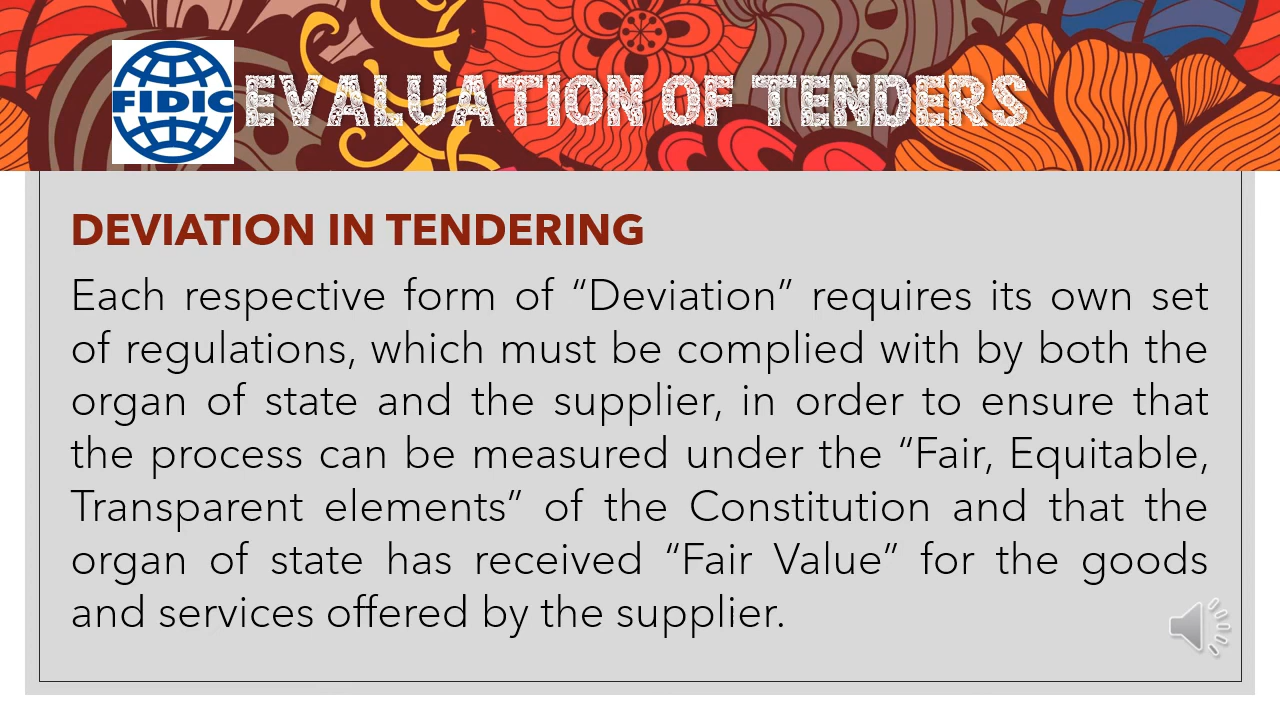 FIDIC
EVALUATION OF TENDERS
DEVIATION IN TENDERING
Each respective form of “Deviation” requires its own set
of regulations, which must be complied with by both the
organ of state and the supplier, in order to ensure that
the process can be measured under the “Fair, Equitable,
Transparent elements” of the Constitution and that the
organ of state has received “Fair Value” for the goods
and services offered by the supplier.